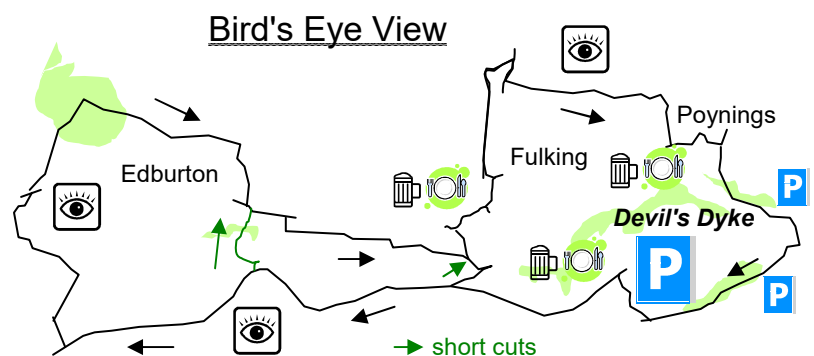 Bird's Eye View
Poynings
Fulking
Edburton
P
Devil's Dyke
P
P
short cuts